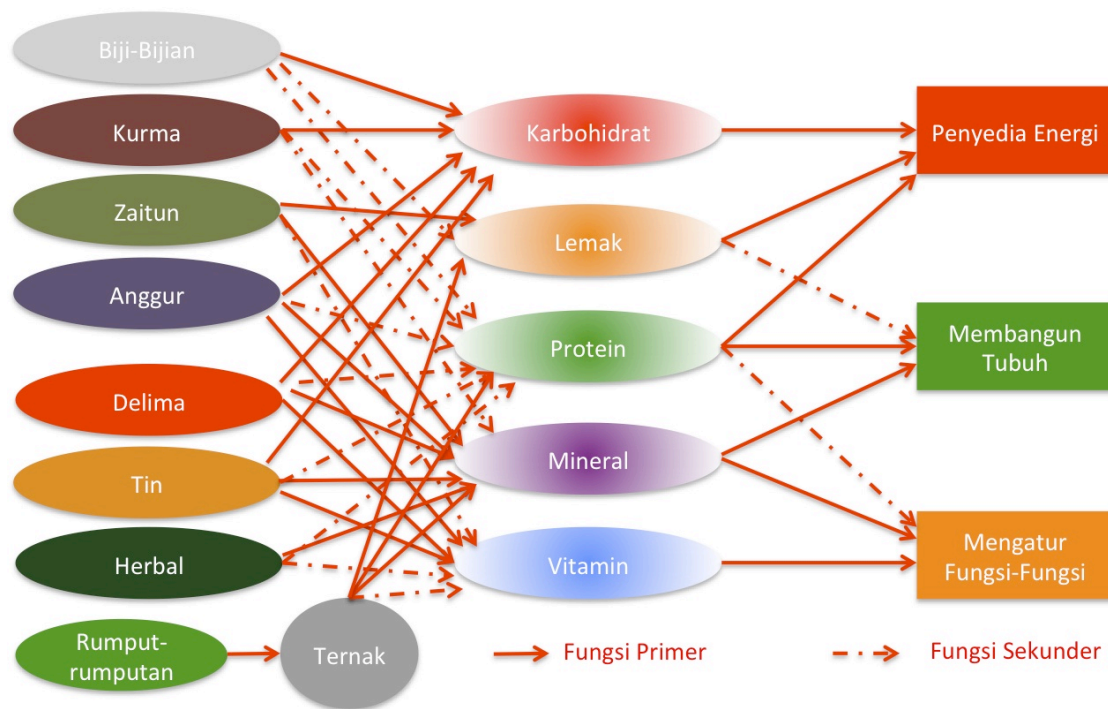 Biji-Bijian
Kurma
Zaitun
Anggur
Delima
Tin
Herbal
Rumput-
rumputan
Ternak
Karbohidrat
Lemak
Protein
Mineral
Vitamin
Penyedia Energi
Membangun
Tubuh
Mengatur
Fungsi-Fungsi
Fungsi Primer
Fungsi Sekunder